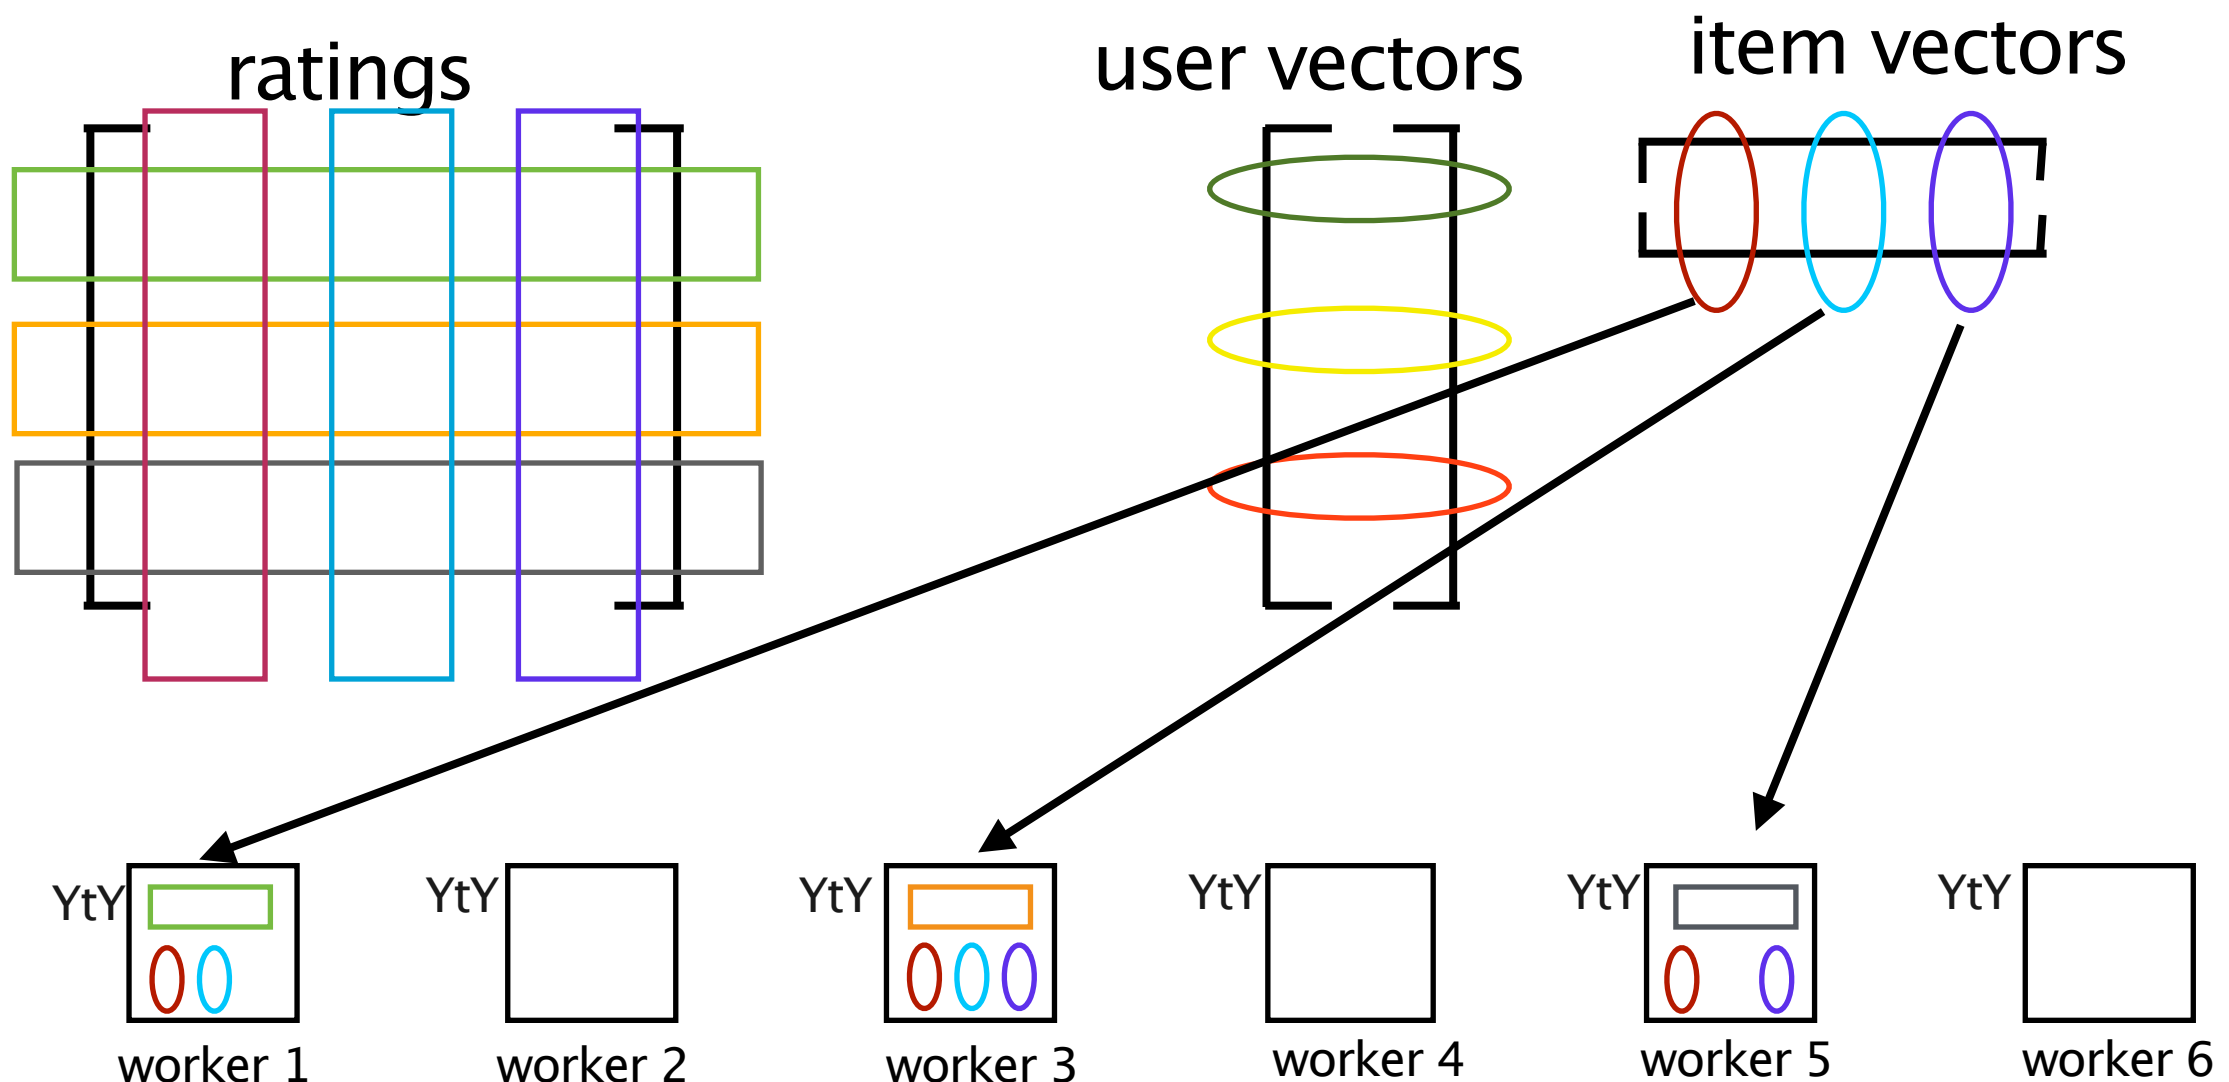 ratings
user vectors
item vectors
YtY
YtY
YtY
YtY
YtY
YtY
worker 1
worker 2
worker 3
worker 4
worker 5
worker 6